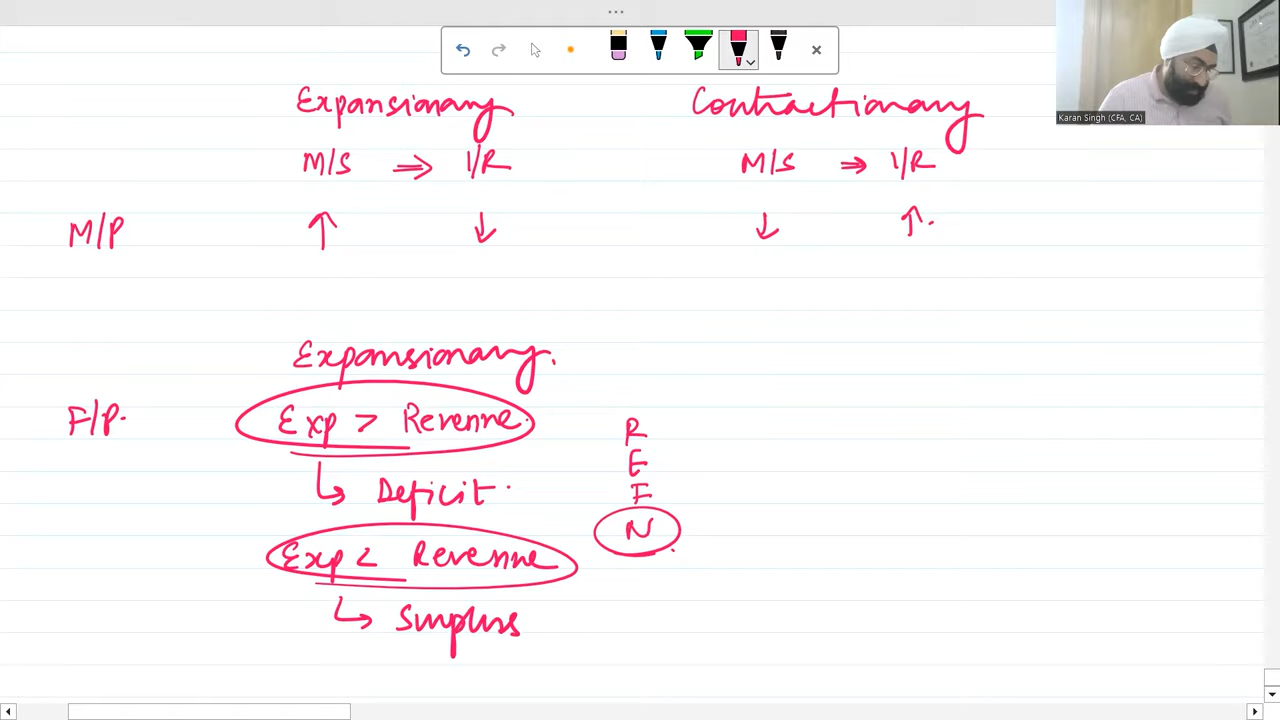 Karan Singh (CFA, CA)
Expansionary Contractionary
M/S ⇒ I/R M/S ⇒ I/R
M/P ↑ ↓ ↓ ↑.
Expansionary.
F/P. Exp > Revenue.
R
E
↳ Deficit. F
N
Exp < Revenue
↳ Surplus